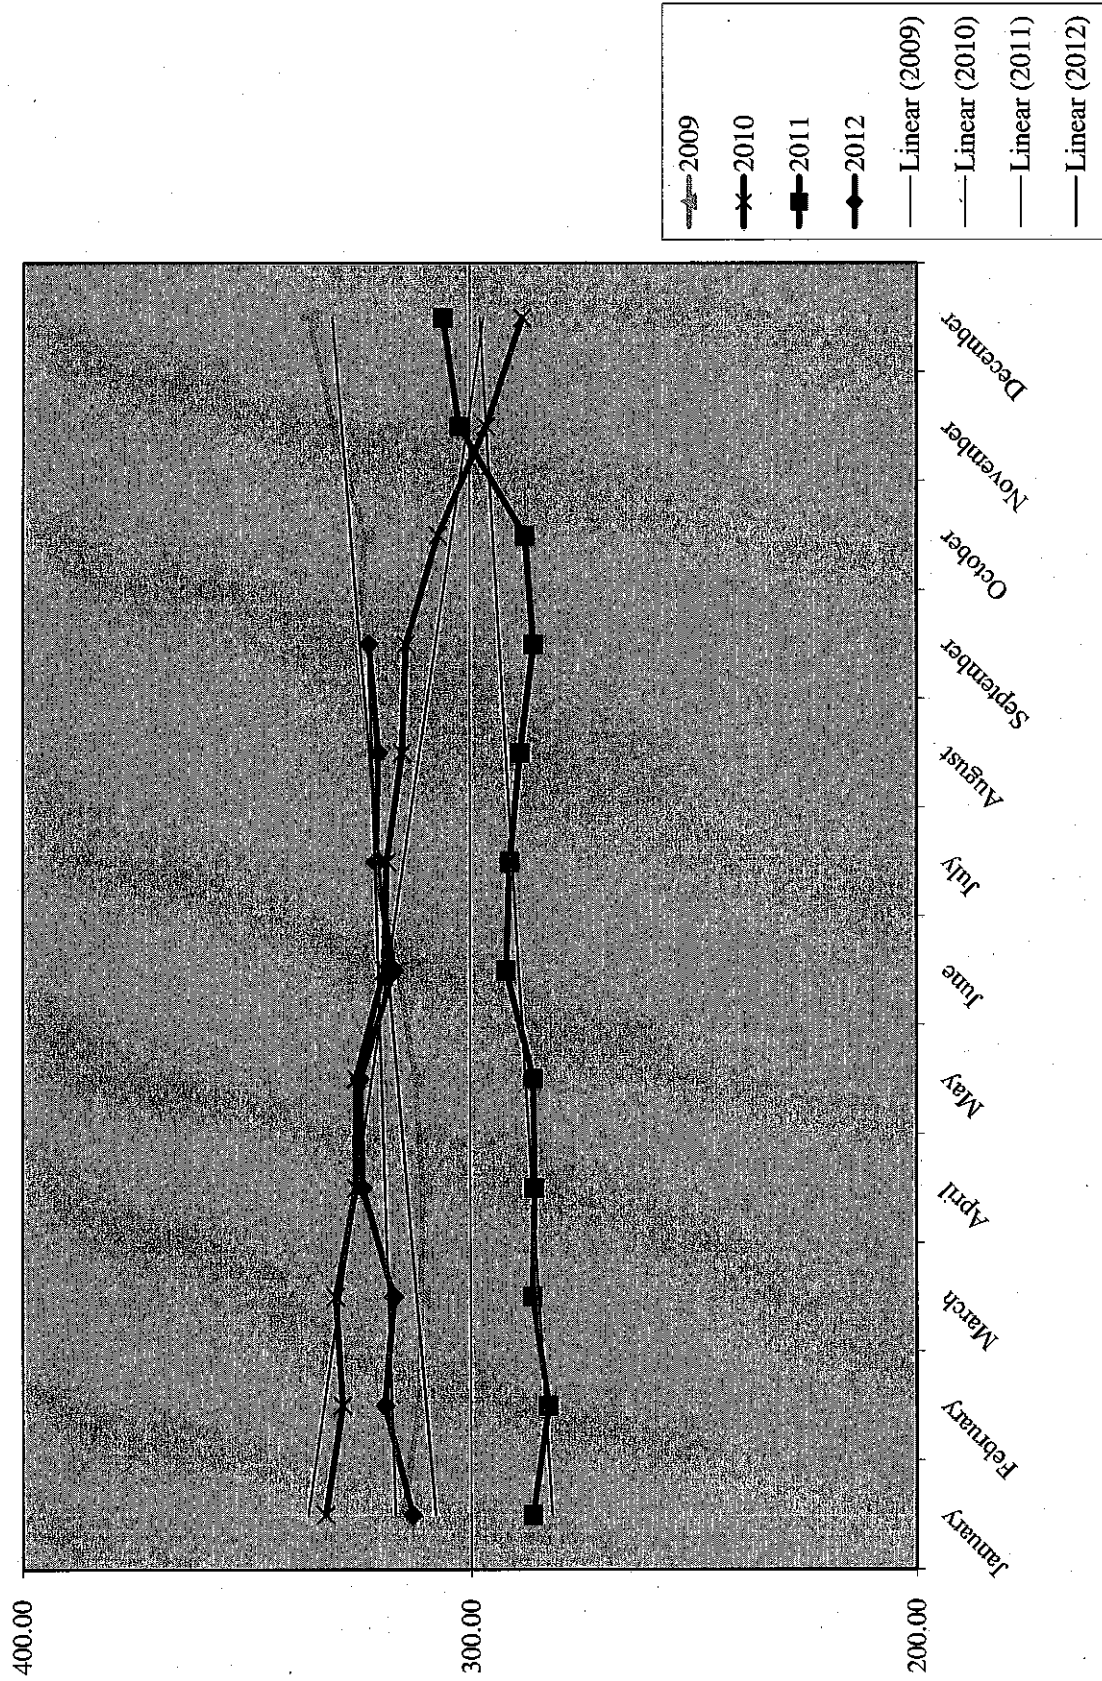 400.00
300.00
200.00
January
February
March
April
May
June
July
August
September
October
November
December
2009
2010
2011
2012
Linear (2009)
Linear (2010)
Linear (2011)
Linear (2012)